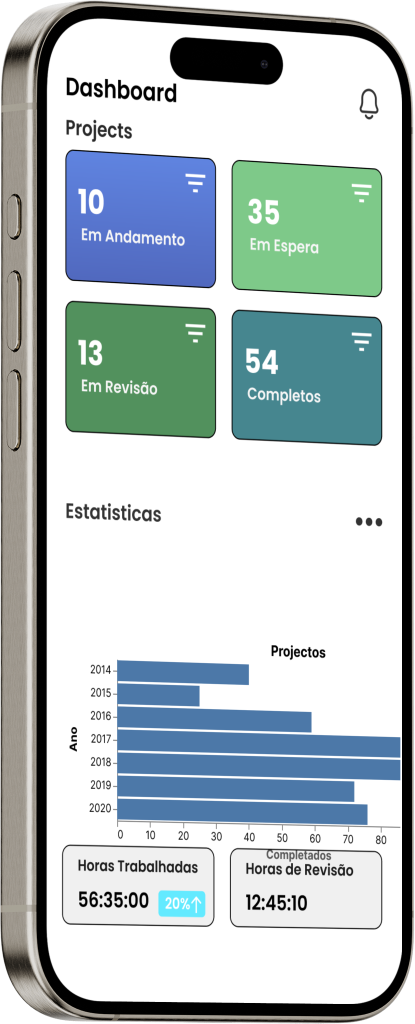 Dashboard
Projects
10
Em Andamento
35
Em Espera
13
Em Revisão
54
Completos
Estatisticas
Projectos
Ano
2014
2015
2016
2017
2018
2019
2020
0 10 20 30 40 50 60 70 80
Completados
Horas Trabalhadas
56:35:00 20%↑
Horas de Revisão
12:45:10